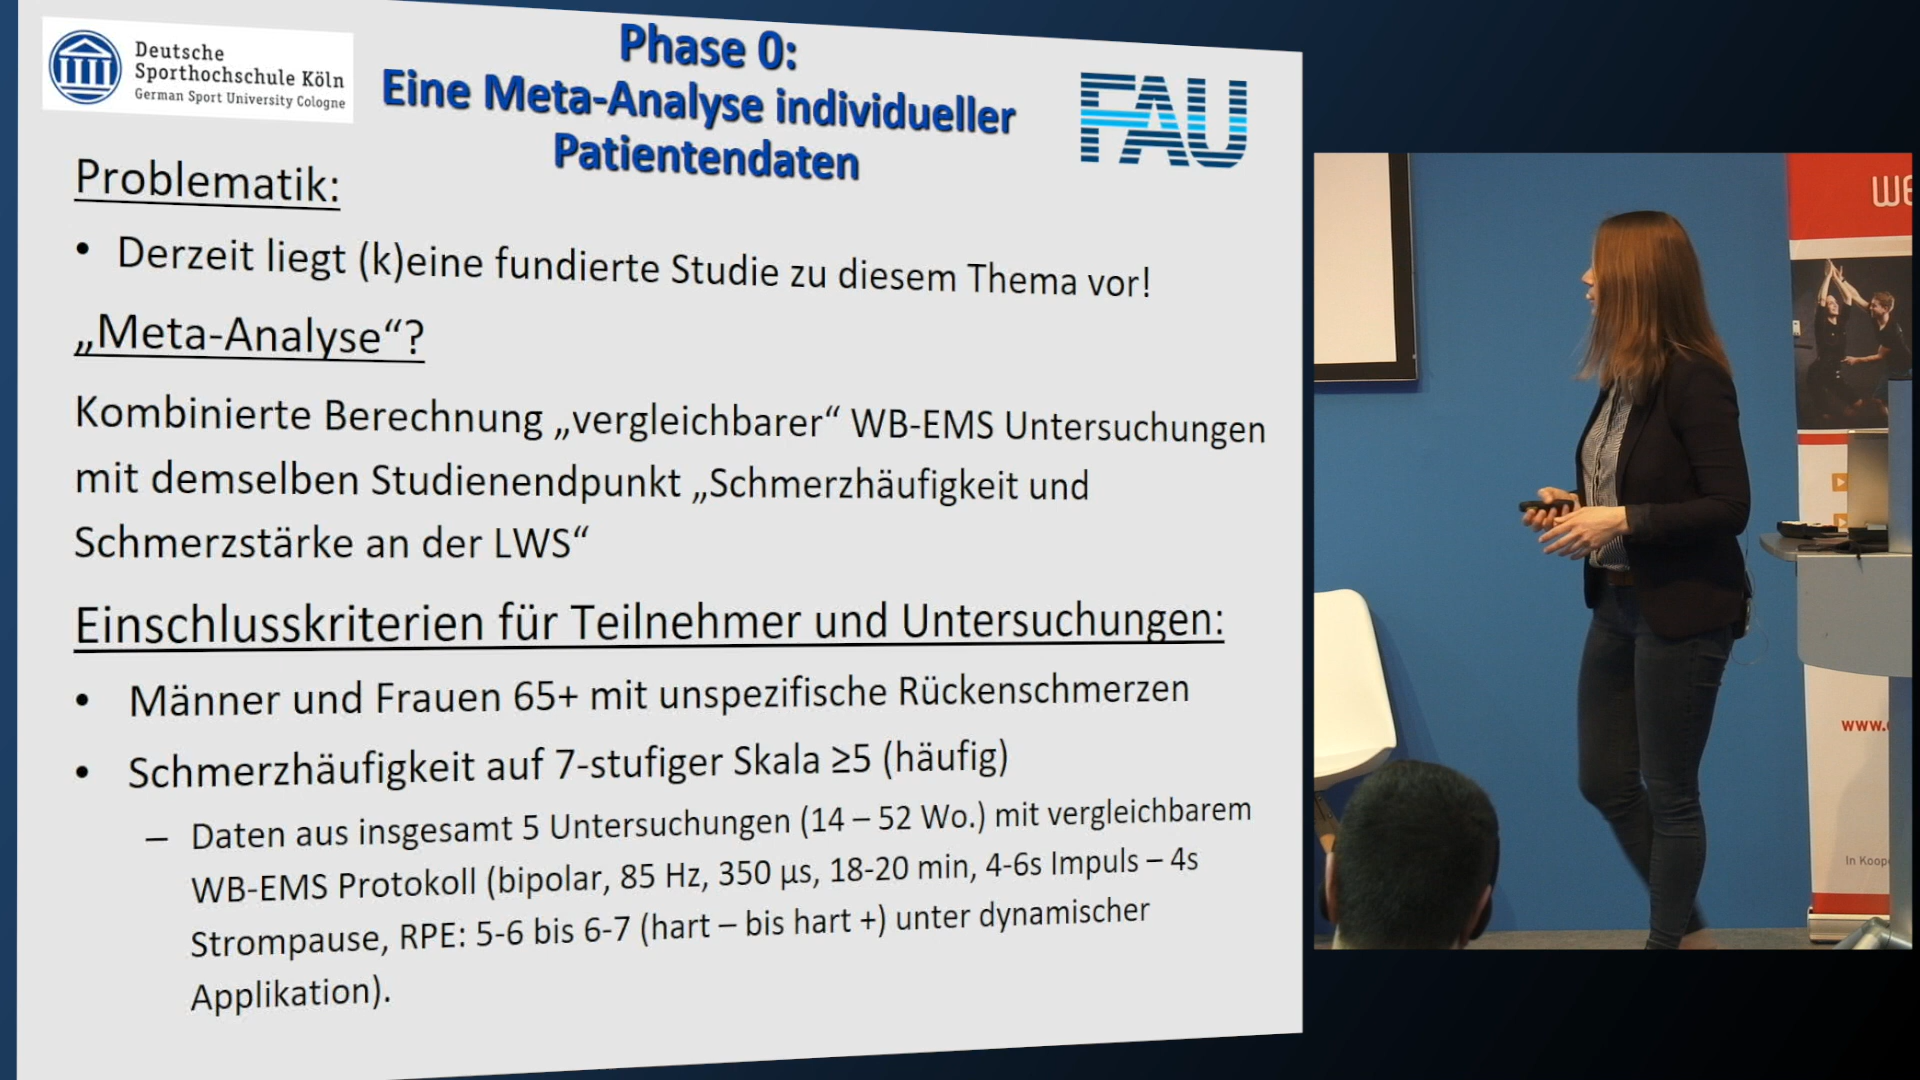 Deutsche
Sporthochschule Köln
German Sport University Cologne
Phase 0:
Eine Meta-Analyse individueller
Patientendaten
FAU
Problematik:
• Derzeit liegt (k)eine fundierte Studie zu diesem Thema vor!
„Meta-Analyse“?
Kombinierte Berechnung „vergleichbarer“ WB-EMS Untersuchungen
mit demselben Studienendpunkt „Schmerzhäufigkeit und
Schmerzstärke an der LWS“
Einschlusskriterien für Teilnehmer und Untersuchungen:
• Männer und Frauen 65+ mit unspezifische Rückenschmerzen
• Schmerzhäufigkeit auf 7-stufiger Skala ≥5 (häufig)
– Daten aus insgesamt 5 Untersuchungen (14 – 52 Wo.) mit vergleichbarem
WB-EMS Protokoll (bipolar, 85 Hz, 350 µs, 18-20 min, 4-6s Impuls – 4s
Strompause, RPE: 5-6 bis 6-7 (hart – bis hart +) unter dynamischer
Applikation).
www.
In Koop